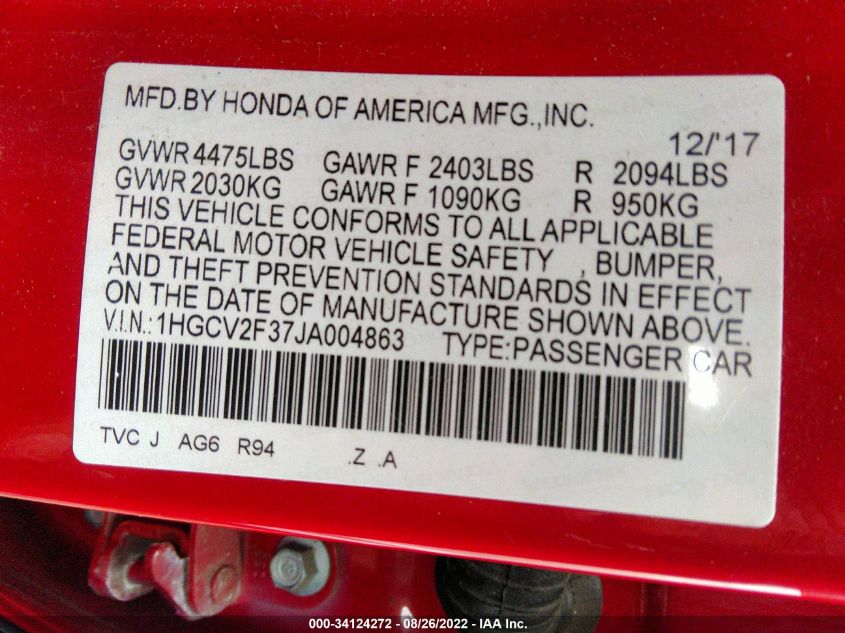 MFD.BY HONDA OF AMERICA MFG.,INC.
12/'17
GVWR 4475LBS GAWR F 2403LBS R 2094LBS
GVWR 2030KG GAWR F 1090KG R 950KG
THIS VEHICLE CONFORMS TO ALL APPLICABLE
FEDERAL MOTOR VEHICLE SAFETY , BUMPER,
AND THEFT PREVENTION STANDARDS IN EFFECT
ON THE DATE OF MANUFACTURE SHOWN ABOVE.
V.I.N.:1HGCV2F37JA004863 TYPE:PASSENGER CAR
TVC J AG6 R94 .Z .A
000-34124272 - 08/26/2022 - IAA Inc.